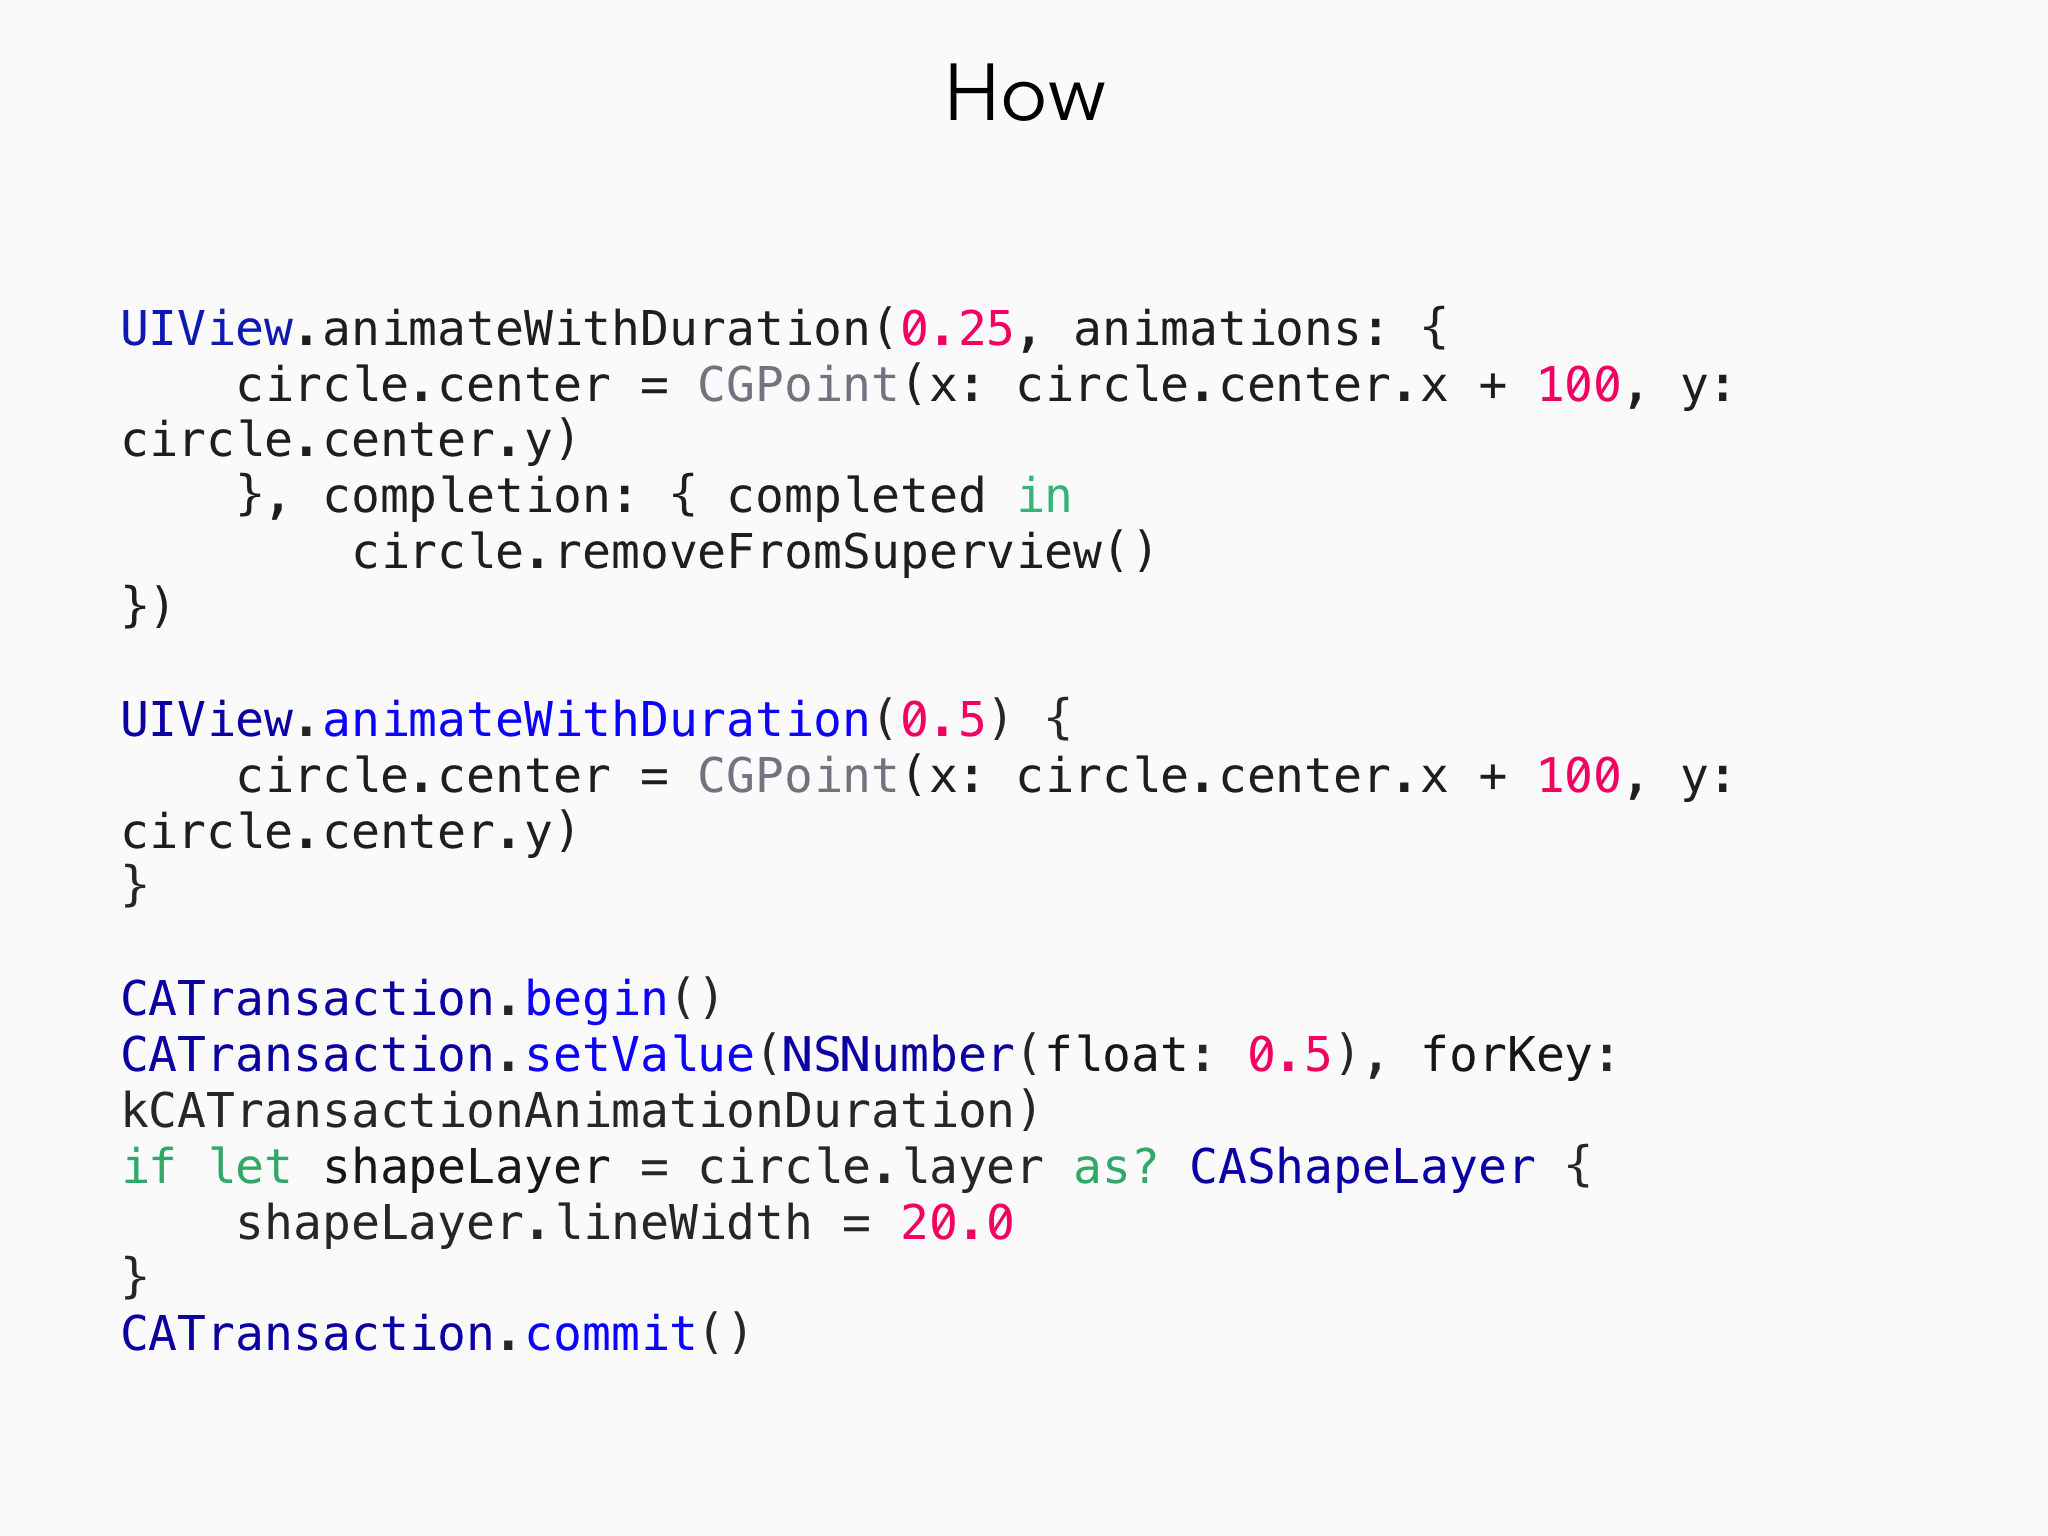 How
UIView.animateWithDuration(0.25, animations: {
    circle.center = CGPoint(x: circle.center.x + 100, y:
circle.center.y)
    }, completion: { completed in
        circle.removeFromSuperview()
})

UIView.animateWithDuration(0.5) {
    circle.center = CGPoint(x: circle.center.x + 100, y:
circle.center.y)
}

CATransaction.begin()
CATransaction.setValue(NSNumber(float: 0.5), forKey:
kCATransactionAnimationDuration)
if let shapeLayer = circle.layer as? CAShapeLayer {
    shapeLayer.lineWidth = 20.0
}
CATransaction.commit()